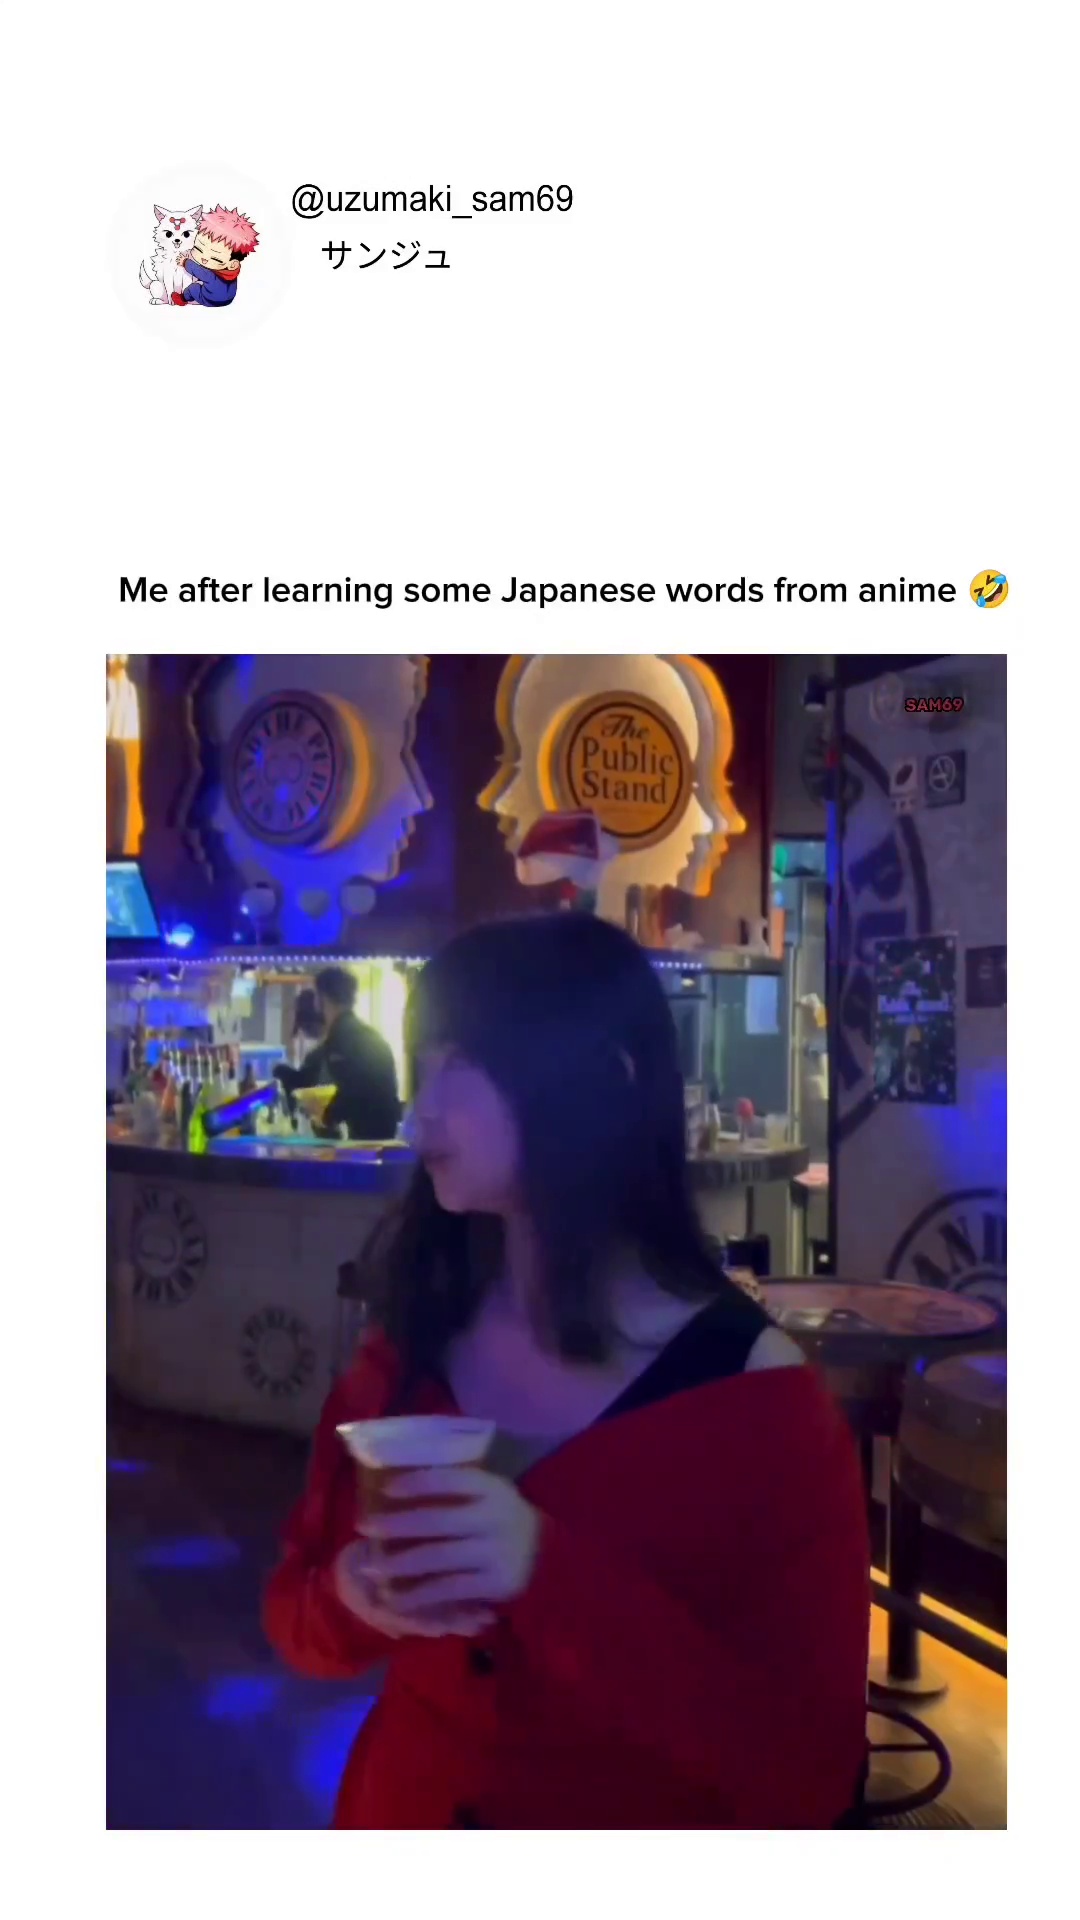 @uzumaki_sam69
サンジュ
Me after learning some Japanese words from anime 🤣
The
Public
Stand
SAM69